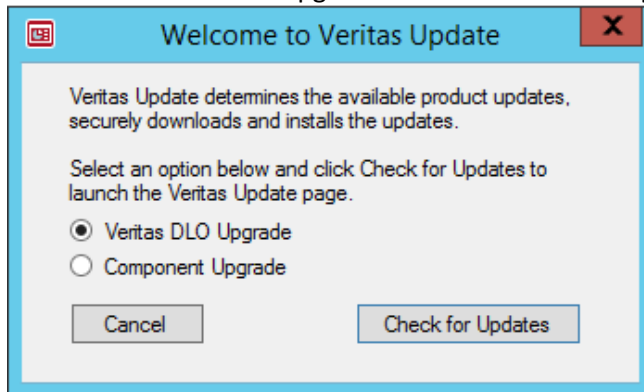 Welcome to Veritas Update
X
Veritas Update determines the available product updates,
securely downloads and installs the updates.
Select an option below and click Check for Updates to
launch the Veritas Update page.
Veritas DLO Upgrade
Component Upgrade
Cancel
Check for Updates